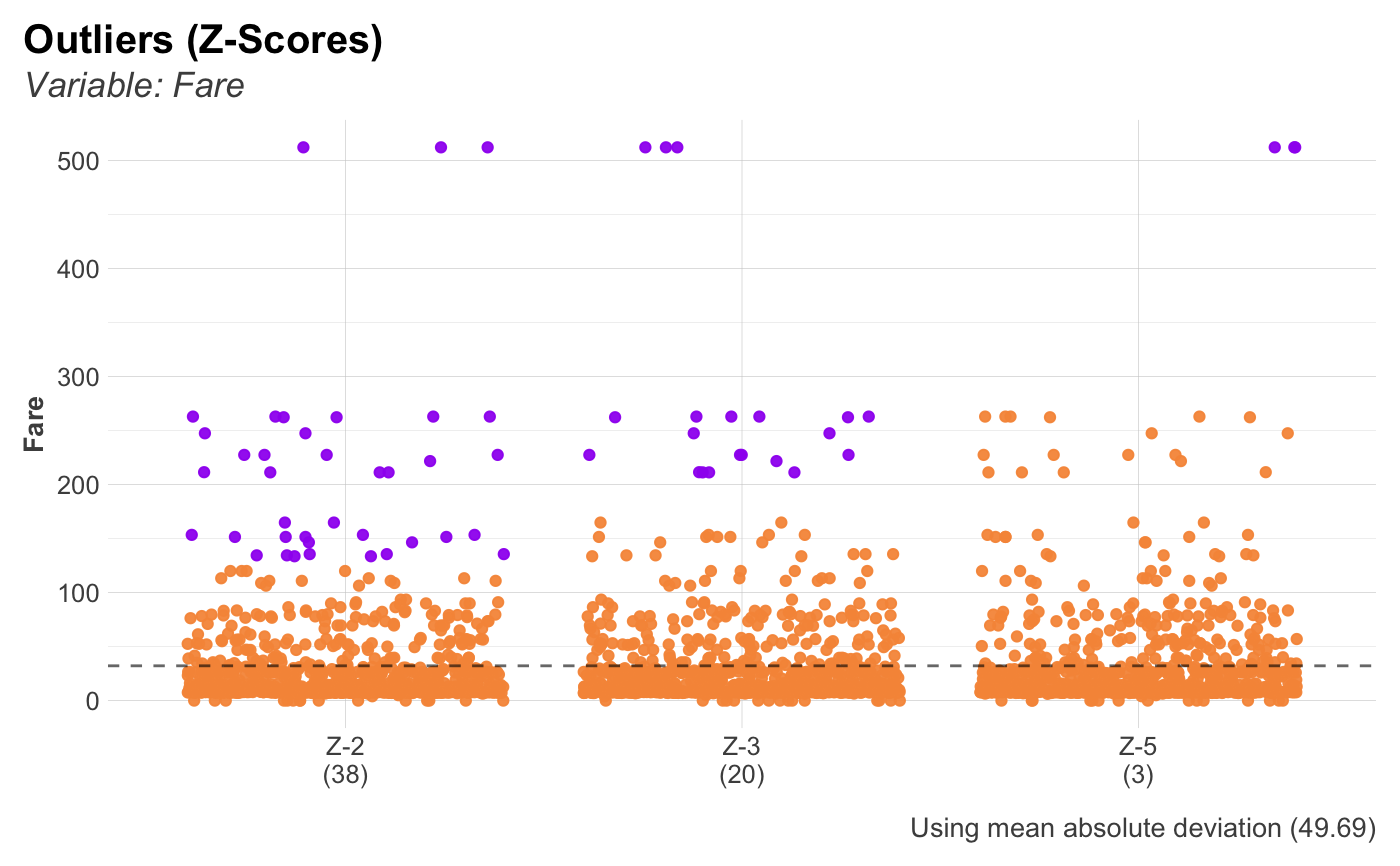 Outliers (Z-Scores)
Variable: Fare
500
400
300
200
100
0
Fare
Z-2
(38)
Z-3
(20)
Z-5
(3)
Using mean absolute deviation (49.69)